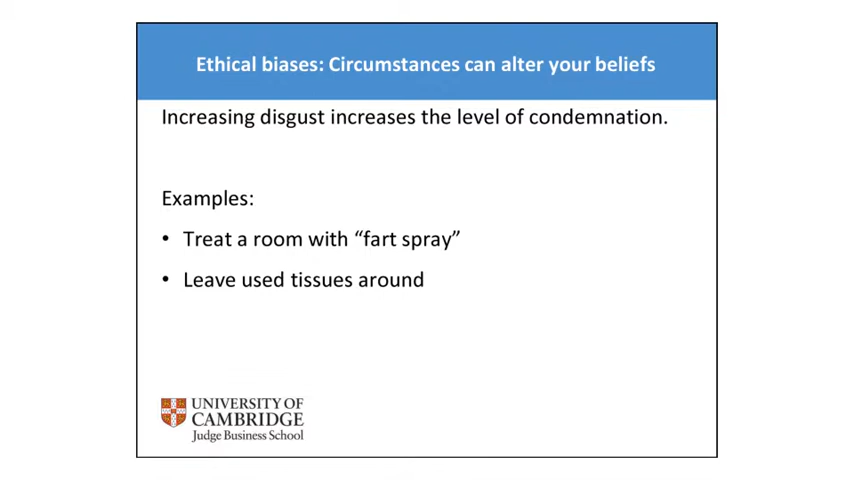 Ethical biases: Circumstances can alter your beliefs
Increasing disgust increases the level of condemnation.
Examples:
• Treat a room with “fart spray”
• Leave used tissues around
UNIVERSITY OF
CAMBRIDGE
Judge Business School